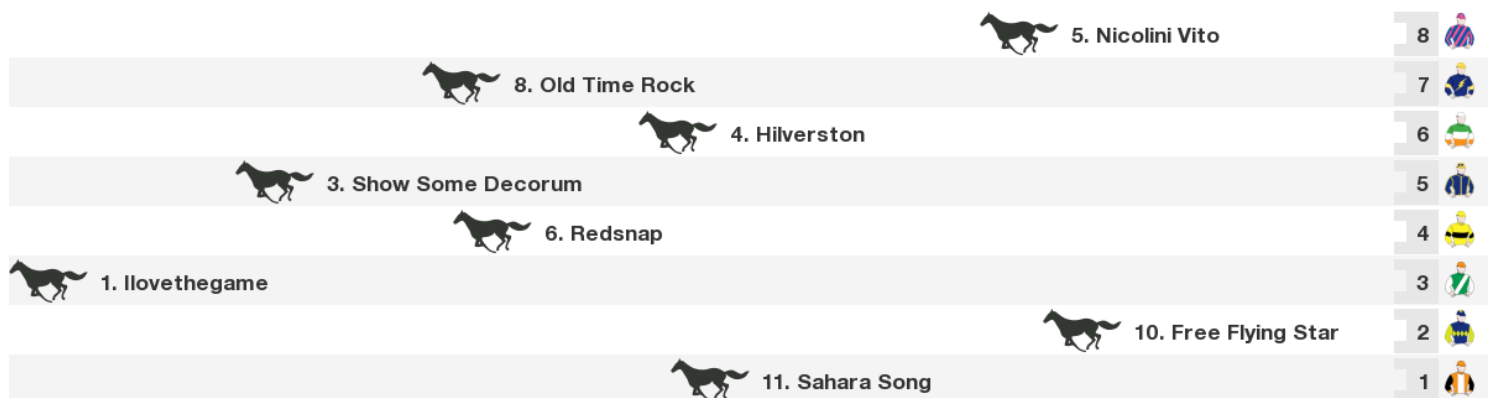 5. Nicolini Vito 8
8. Old Time Rock 7
4. Hilverston 6
3. Show Some Decorum 5
6. Redsnap 4
1. Ilovethegame 3
10. Free Flying Star 2
11. Sahara Song 1